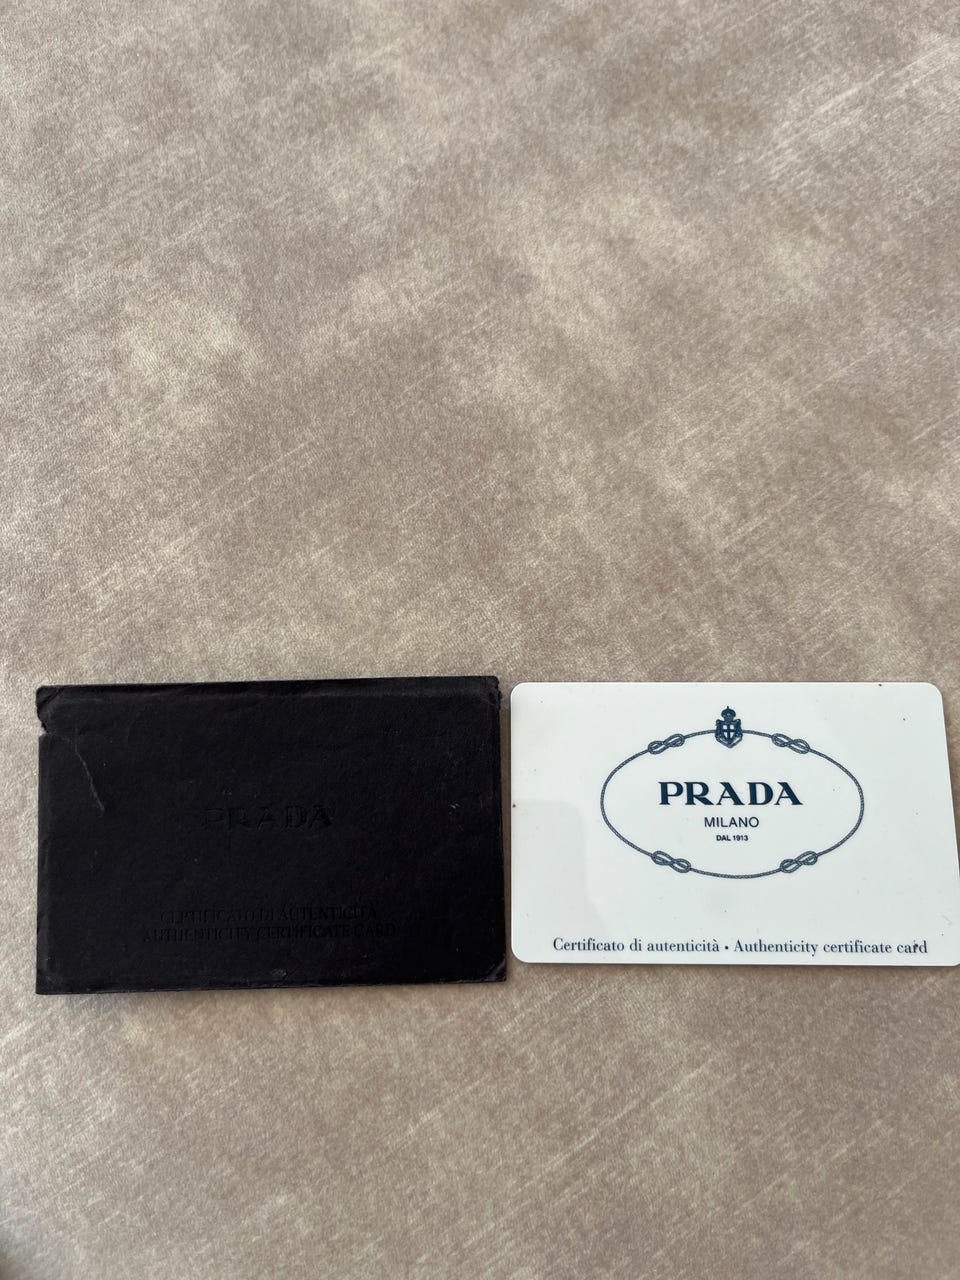 PRADA
CERTIFICATO DI AUTENTICITÀ
AUTHENTICITY CERTIFICATE CARD
PRADA
MILANO
DAL 1913
Certificato di autenticità • Authenticity certificate card